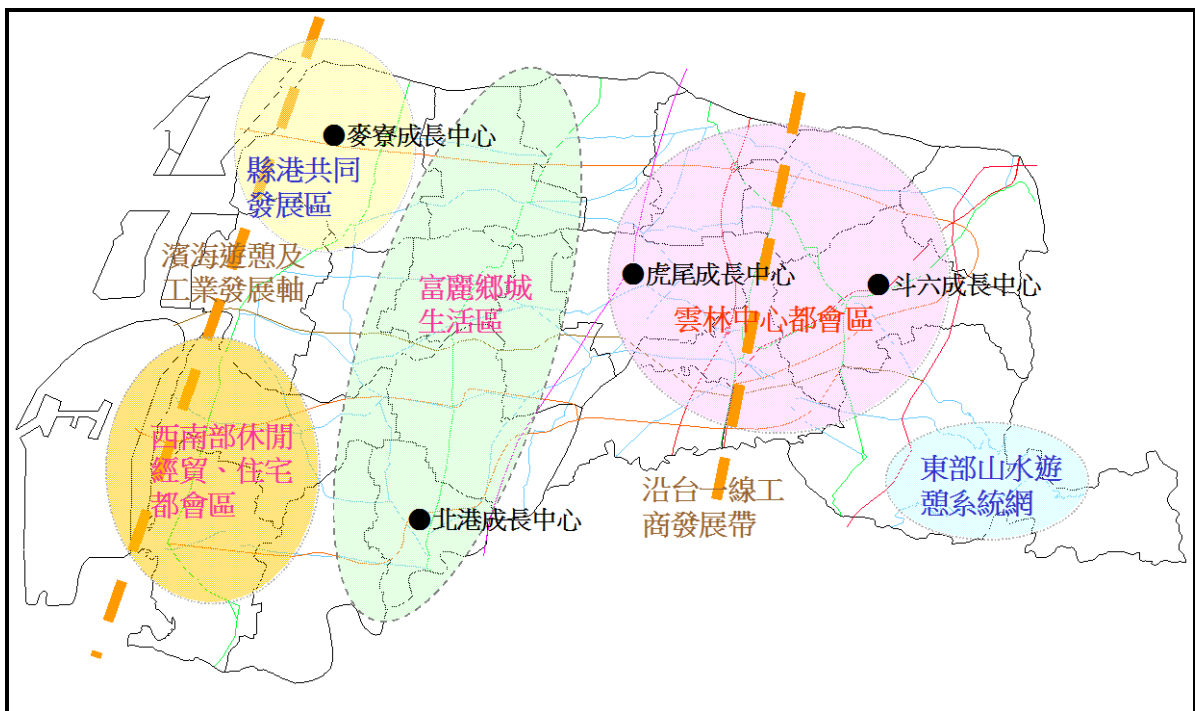 麥寮成長中心
縣港共同
發展區
濱海遊憩及
工業發展軸
富麗鄉城
生活區
虎尾成長中心
斗六成長中心
雲林中心都會區
西南部休閒
經貿、住宅
都會區
北港成長中心
沿台一線工
商發展帶
東部山水遊
憩系統網